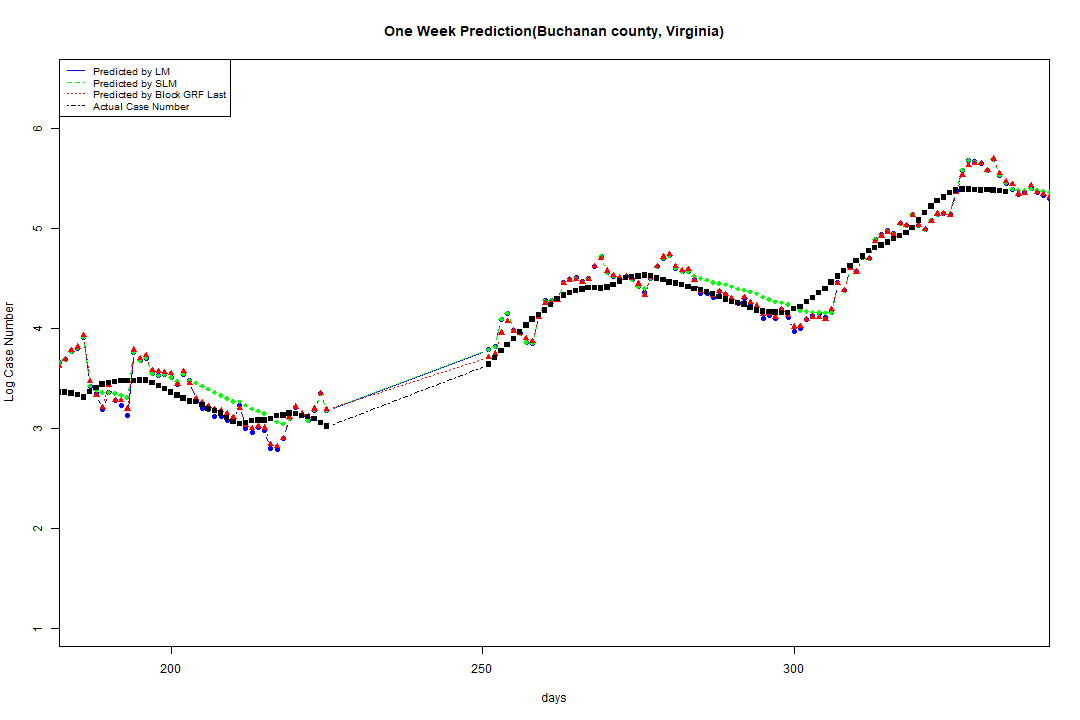 One Week Prediction(Buchanan county, Virginia)
Predicted by LM
Predicted by SLM
Predicted by Block GRF Last
Actual Case Number
6
5
4
3
2
1
Log Case Number
200 250 300
days